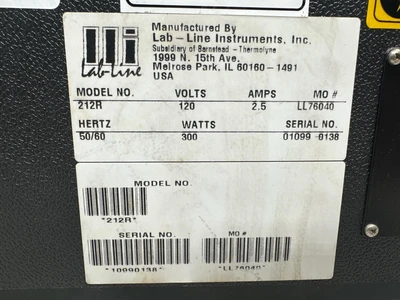 Manufactured By
Lab-Line Instruments, Inc.
Subsidiary of Barnstead - Thermolyne
1999 N. 15th Ave.
Melrose Park, IL 60160-1491
USA
Lab-Line
MODEL NO. VOLTS AMPS MO #
212R 120 2.5 LL76040
HERTZ WATTS SERIAL NO.
50/60 300 01099-0138
MODEL NO.
*212R*
SERIAL NO. MO #
*10990138* *LL76040*